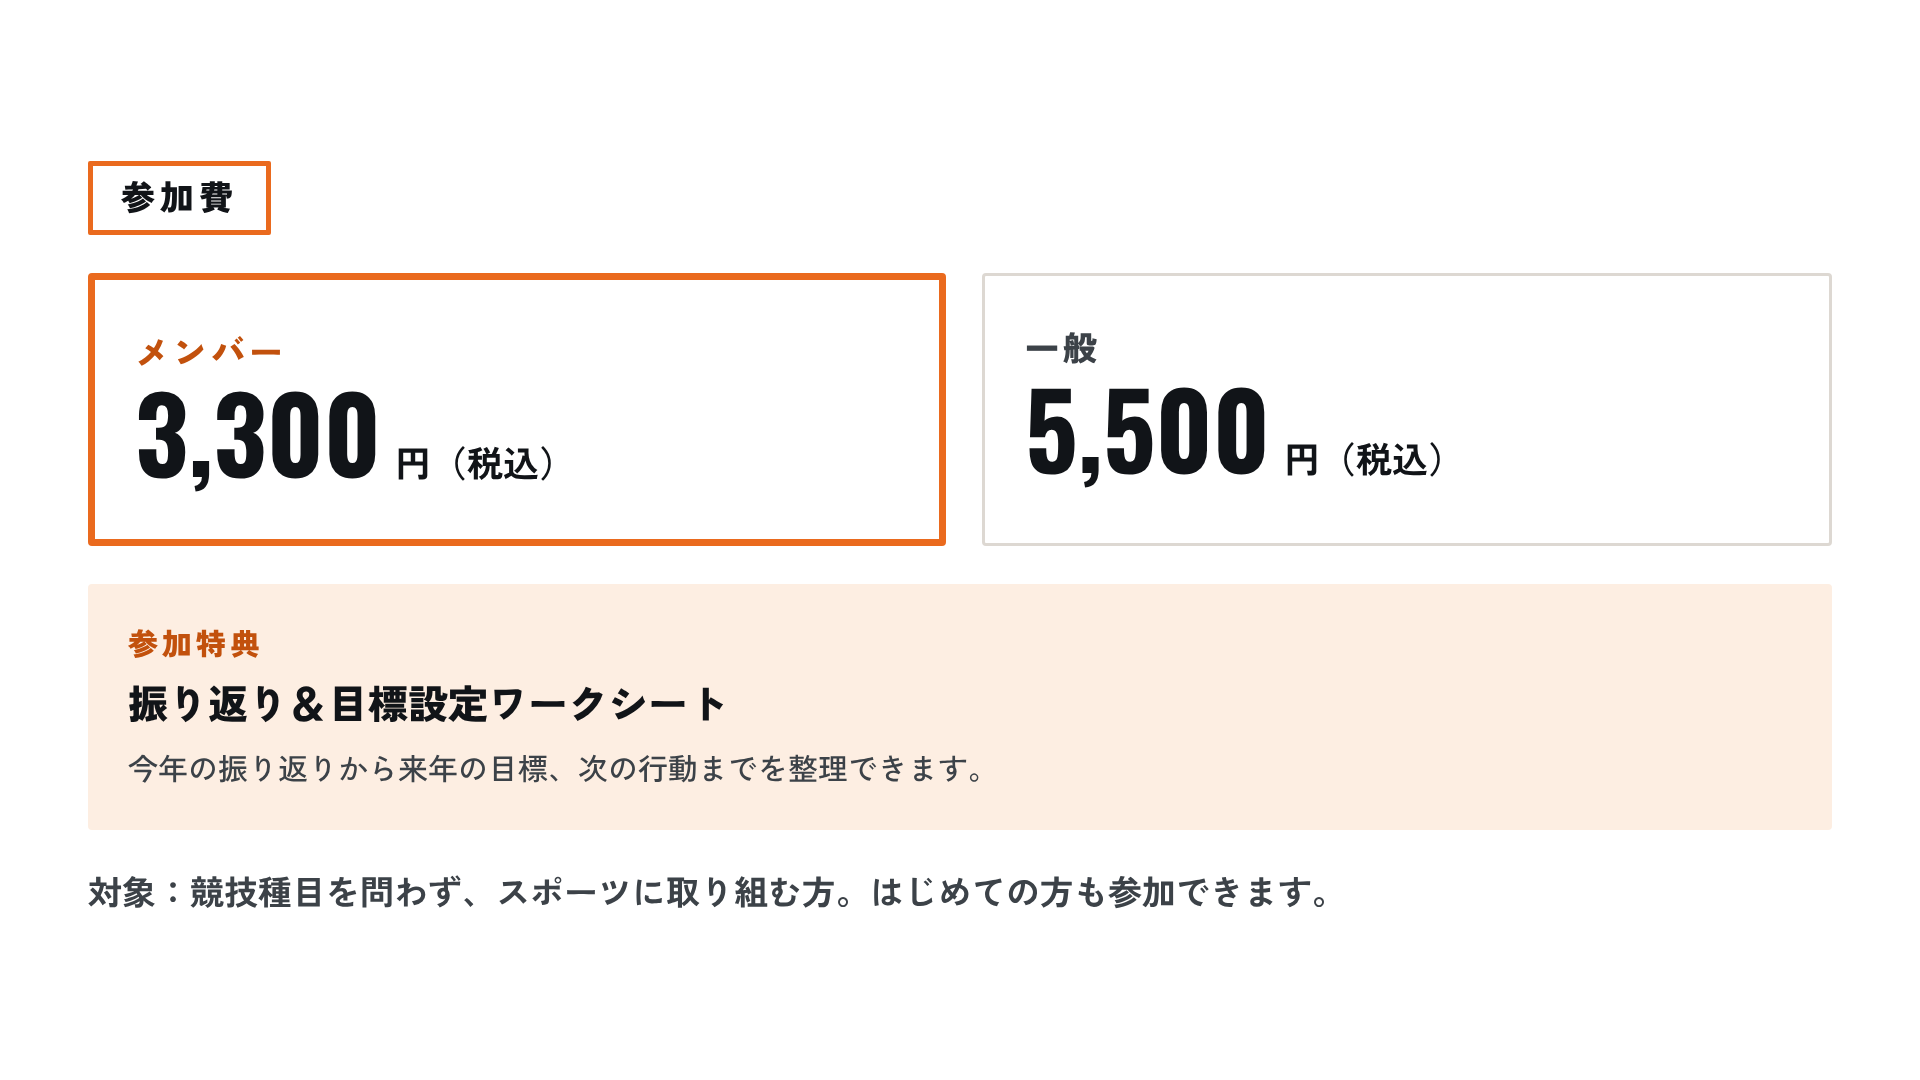 参加費
メンバー
3,300 円（税込）
一般
5,500 円（税込）
参加特典
振り返り＆目標設定ワークシート
今年の振り返りから来年の目標、次の行動までを整理できます。
対象：競技種目を問わず、スポーツに取り組む方。はじめての方も参加できます。